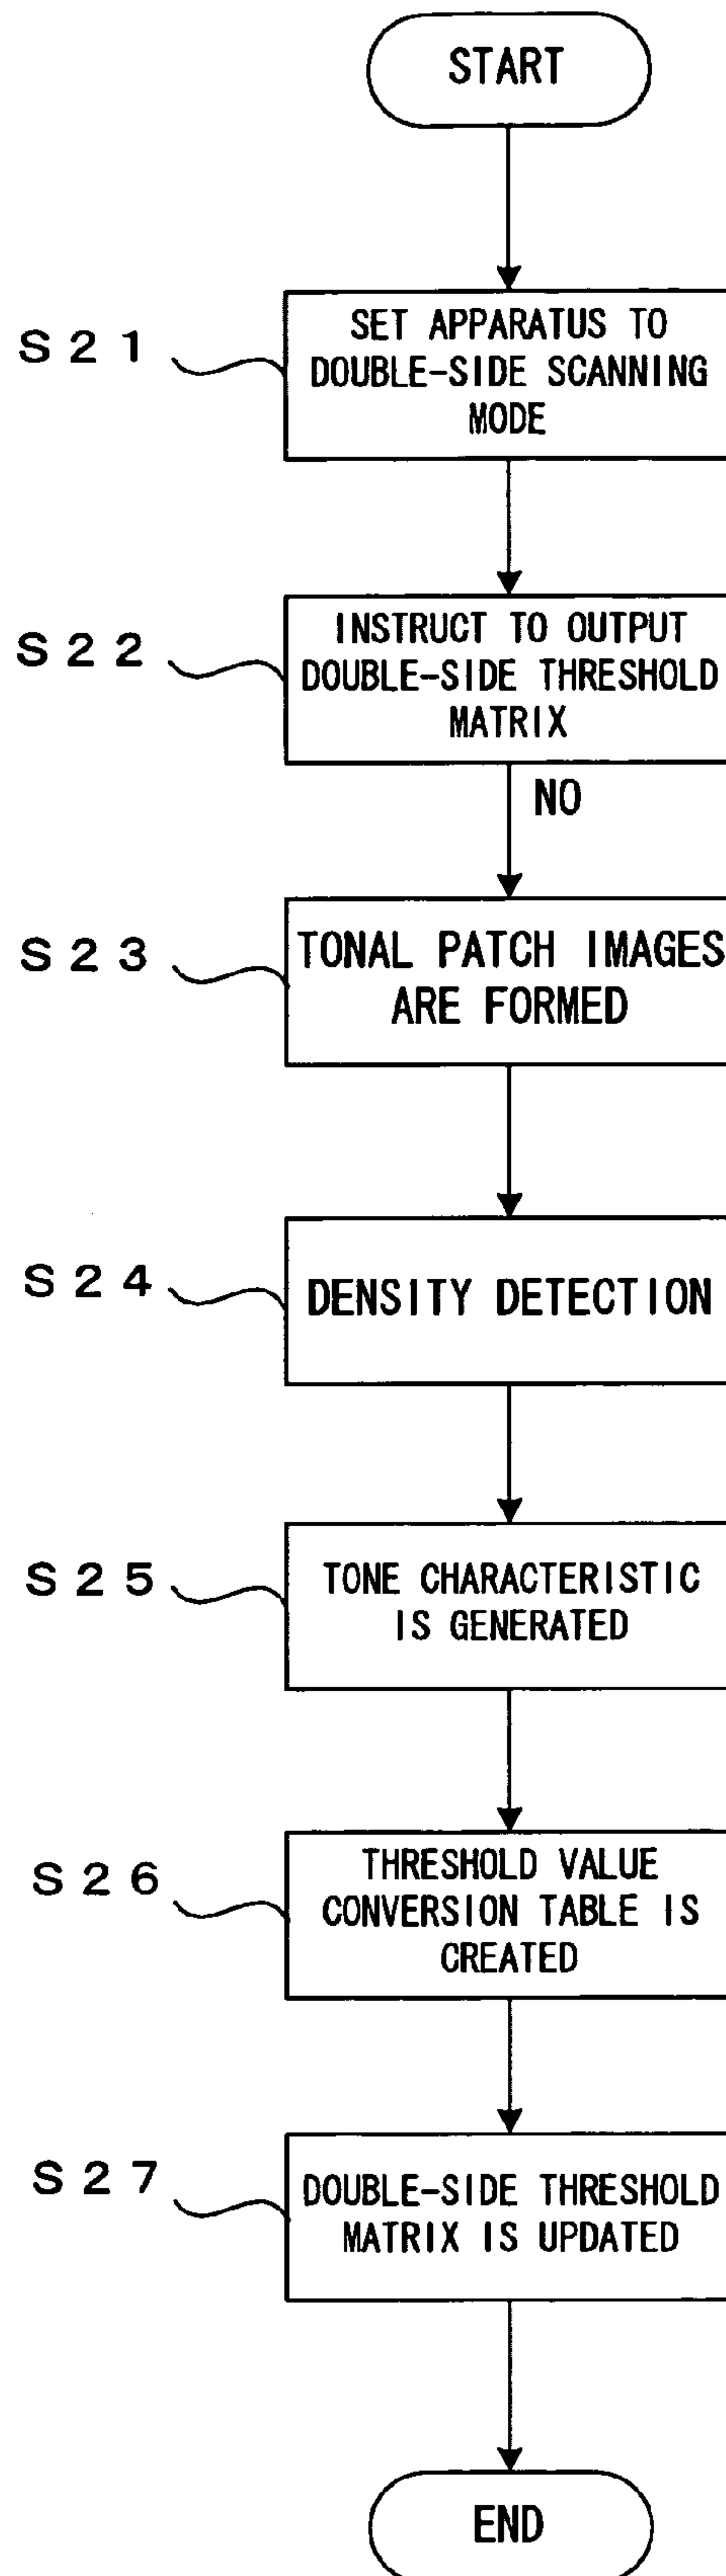 START
S21
SET APPARATUS TO
DOUBLE-SIDE SCANNING
MODE
S22
INSTRUCT TO OUTPUT
DOUBLE-SIDE THRESHOLD
MATRIX
NO
S23
TONAL PATCH IMAGES
ARE FORMED
S24
DENSITY DETECTION
S25
TONE CHARACTERISTIC
IS GENERATED
S26
THRESHOLD VALUE
CONVERSION TABLE IS
CREATED
S27
DOUBLE-SIDE THRESHOLD
MATRIX IS UPDATED
END